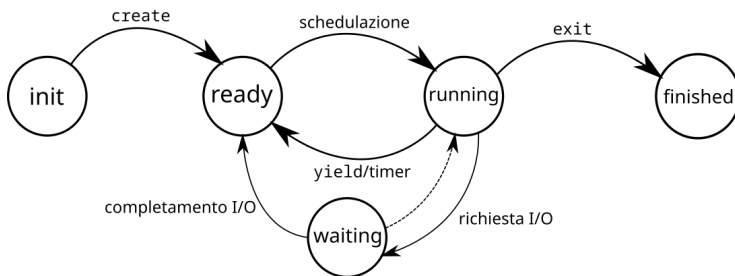 create
schedulazione
exit
init
ready
running
finished
yield/timer
completamento I/O
waiting
richiesta I/O